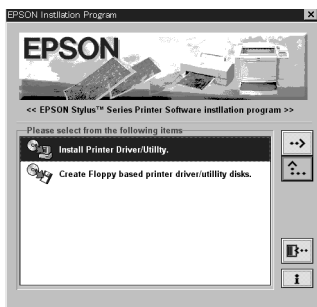 EPSON Instllation Program
EPSON
<< EPSON Stylus™ Series Printer Software instllation program >>
Please select from the following items
Install Printer Driver/Utility.
Create Floppy based printer driver/utillity disks.